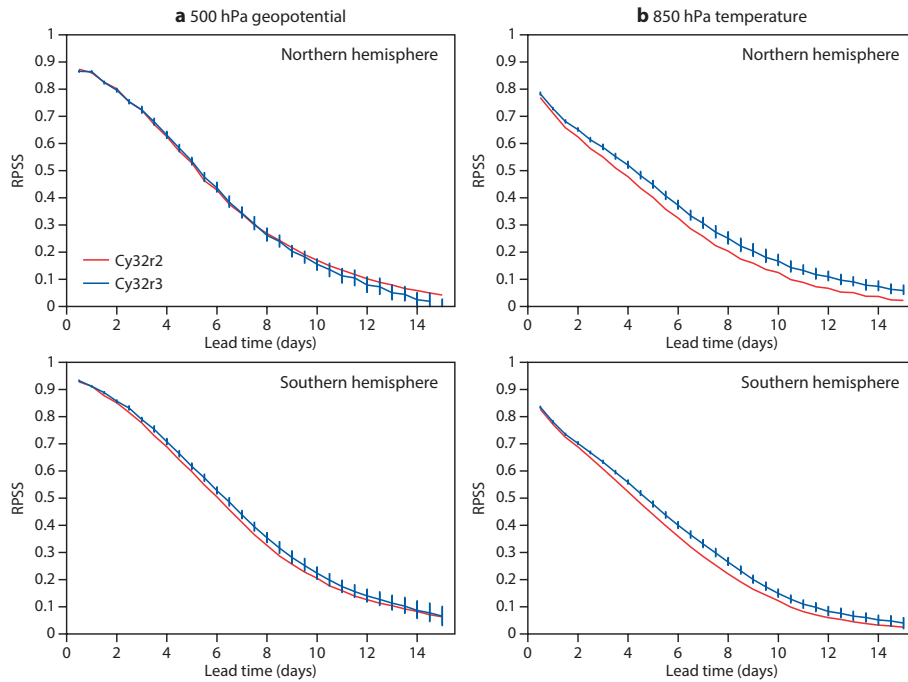 a 500 hPa geopotential
Northern hemisphere
RPSS
1
0.9
0.8
0.7
0.6
0.5
0.4
0.3
0.2
0.1
0
Cy32r2
Cy32r3
0 2 4 6 8 10 12 14
Lead time (days)
b 850 hPa temperature
Northern hemisphere
RPSS
1
0.9
0.8
0.7
0.6
0.5
0.4
0.3
0.2
0.1
0
0 2 4 6 8 10 12 14
Lead time (days)
Southern hemisphere
RPSS
1
0.9
0.8
0.7
0.6
0.5
0.4
0.3
0.2
0.1
0
0 2 4 6 8 10 12 14
Lead time (days)
Southern hemisphere
RPSS
1
0.9
0.8
0.7
0.6
0.5
0.4
0.3
0.2
0.1
0
0 2 4 6 8 10 12 14
Lead time (days)